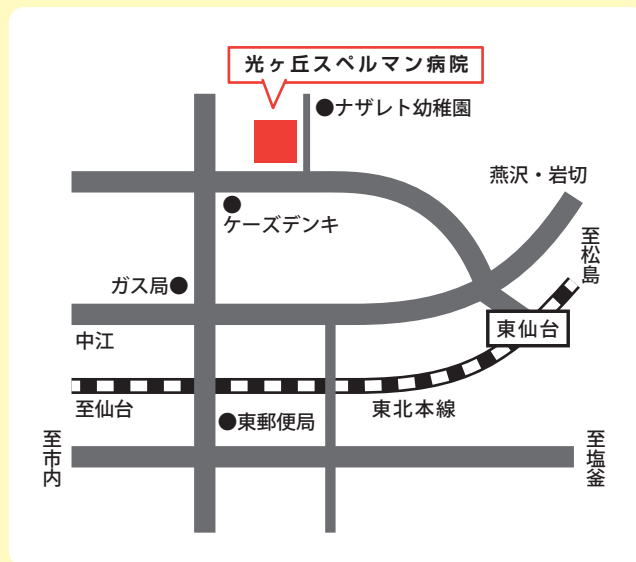 光ヶ丘スペルマン病院
●ナザレト幼稚園
燕沢・岩切
ケーズデンキ
至松島
ガス局●
東仙台
中江
至仙台
東北本線
●東郵便局
至市内
至塩釜